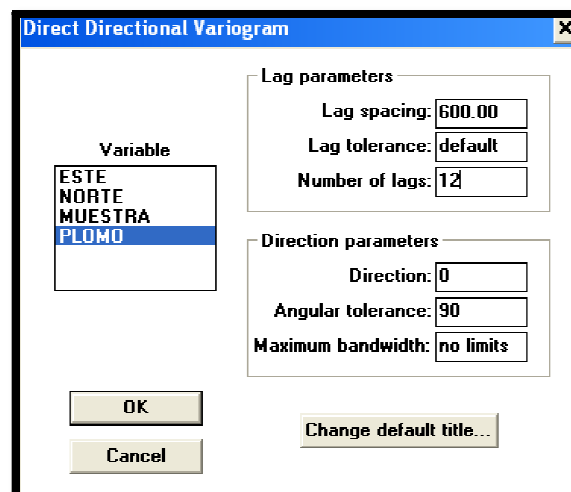 Direct Directional Variogram
Variable
ESTE
NORTE
MUESTRA
PLOMO
Lag parameters
Lag spacing: 600.00
Lag tolerance: default
Number of lags: 12
Direction parameters
Direction: 0
Angular tolerance: 90
Maximum bandwidth: no limits
OK
Cancel
Change default title...